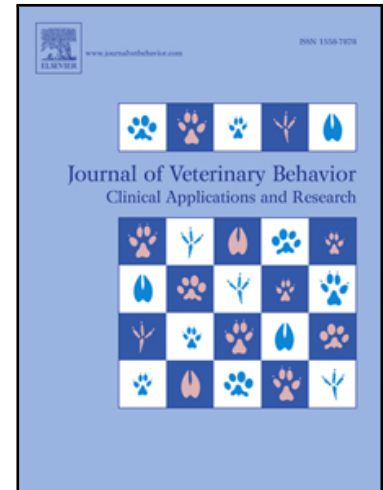 ISSN 1558-7878
ELSEVIER
www.journalvetbehavior.com
Journal of Veterinary Behavior
Clinical Applications and Research